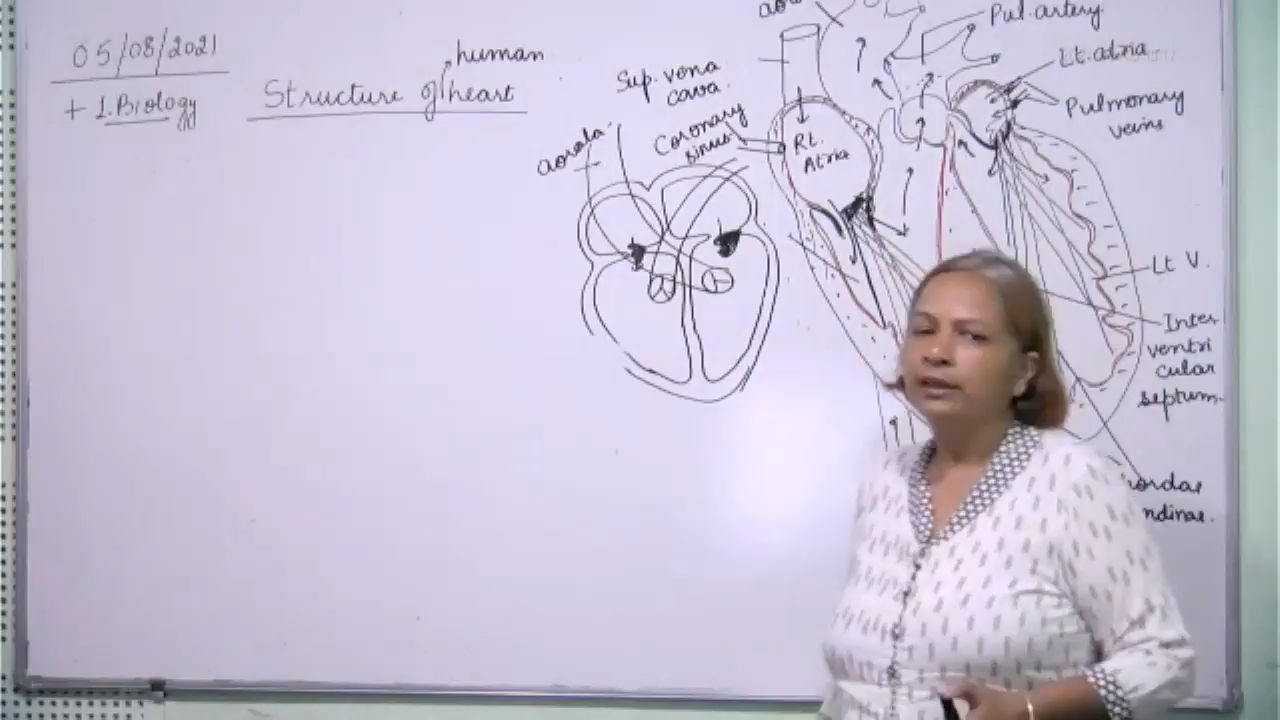 05/08/2021
+ 1. Biology
human
Structure of heart
aorata
Sup. vena
cava
Coronary
sinus
Rt.
Atria
Pul. artery
Lt. atria
Pulmonary
veins
Lt V.
Inter
ventri
cular
septum